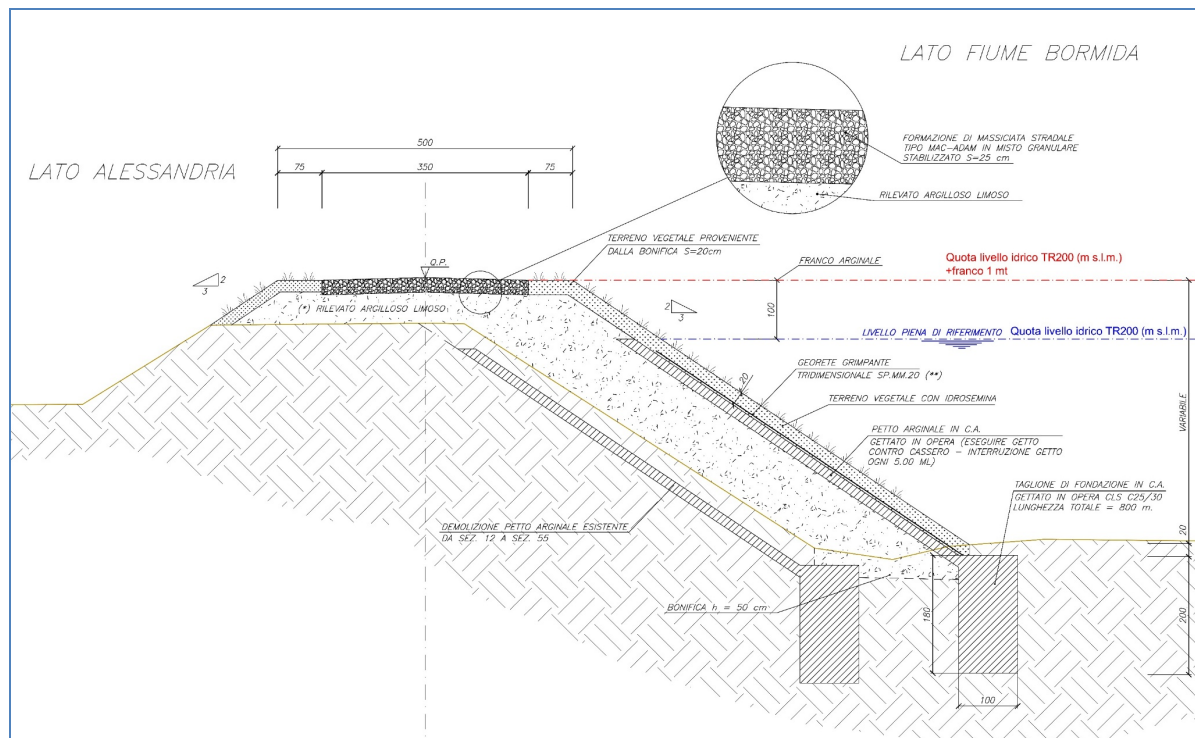 LATO FIUME BORMIDA
LATO ALESSANDRIA
500
75
350
75
FORMAZIONE DI MASSICIATA STRADALE
TIPO MAC-ADAM IN MISTO GRANULARE
STABILIZZATO S=25 cm
RILEVATO ARGILLOSO LIMOSO
TERRENO VEGETALE PROVENIENTE
DALLA BONIFICA S=20cm
Q.P.
FRANCO ARGINALE
Quota livello idrico TR200 (m s.l.m.)
+franco 1 mt
2
3
(*) RILEVATO ARGILLOSO LIMOSO
2
3
100
LIVELLO PIENA DI RIFERIMENTO
Quota livello idrico TR200 (m s.l.m.)
GEORETE GRIMPANTE
TRIDIMENSIONALE SP.MM.20 (**)
20
TERRENO VEGETALE CON IDROSEMINA
VARIABILE
PETTO ARGINALE IN C.A.
GETTATO IN OPERA (ESEGUIRE GETTO
CONTRO CASSERO - INTERRUZIONE GETTO
OGNI 5.00 ML)
TAGLIONE DI FONDAZIONE IN C.A.
GETTATO IN OPERA CLS C25/30
LUNGHEZZA TOTALE = 800 m.
DEMOLIZIONE PETTO ARGINALE ESISTENTE
DA SEZ. 12 A SEZ. 55
20
BONIFICA h = 50 cm
180
200
100